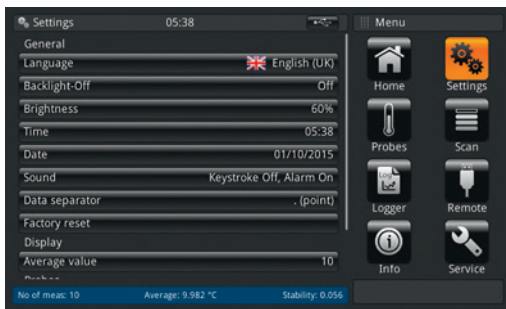 Settings 05:38
General
Language English (UK)
Backlight-Off Off
Brightness 60%
Time 05:38
Date 01/10/2015
Sound Keystroke Off, Alarm On
Data separator . (point)
Factory reset
Display
Average value 10
Probes
No of meas: 10 Average: 9.982 °C Stability: 0.056
Menu
Home Settings
Probes Scan
Log
Logger Remote
Info Service